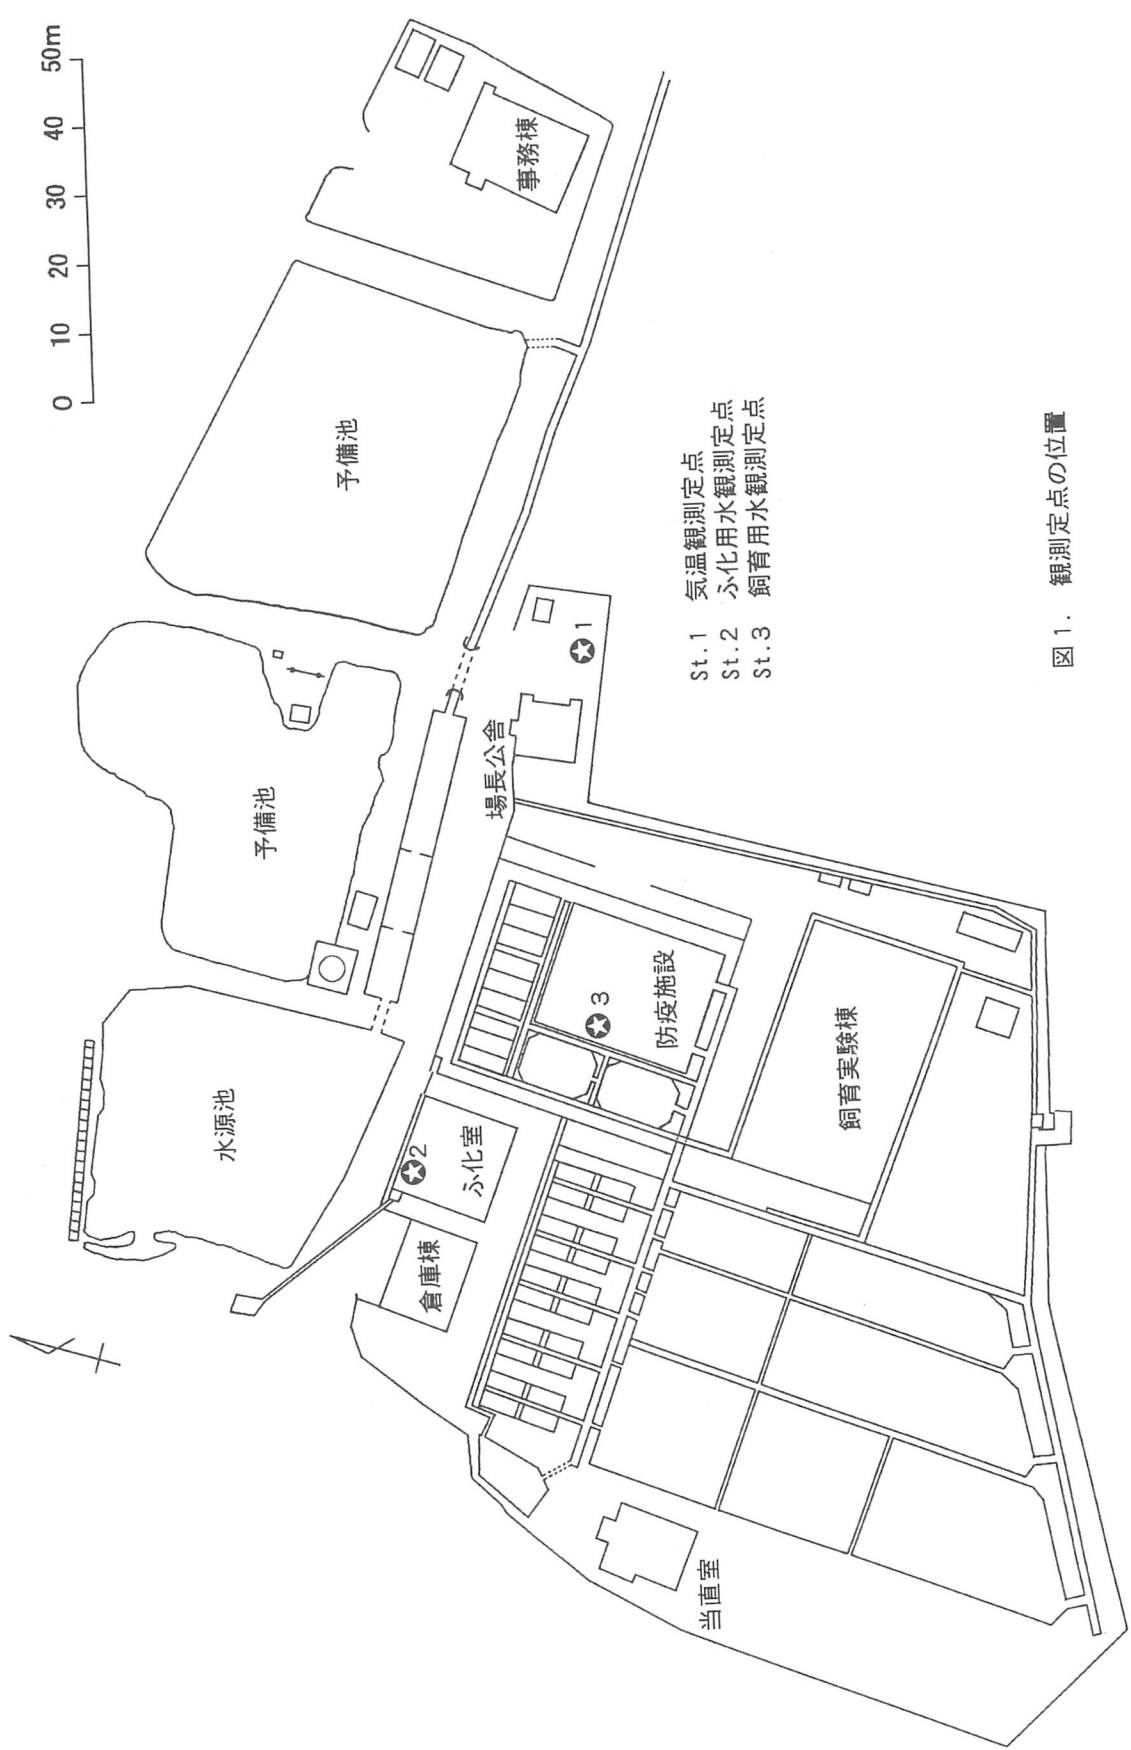 0 10 20 30 40 50m
水源池
予備池
予備池
事務棟
倉庫棟
ふ化室
2
場長公舎
1
3
防疫施設
飼育実験棟
当直室
St.1 気温観測定点
St.2 ふ化用水観測定点
St.3 飼育用水観測定点
図1. 観測定点の位置